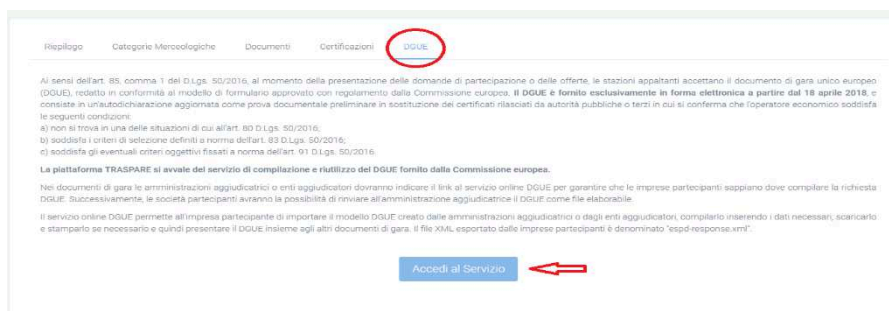 Riepilogo Categorie Merceologiche Documenti Certificazioni DGUE
Ai sensi dell'art. 85, comma 1 del D.Lgs. 50/2016, al momento della presentazione delle domande di partecipazione o delle offerte, le stazioni appaltanti accettano il documento di gara unico europeo
(DGUE), redatto in conformità al modello di formulario approvato con regolamento dalla Commissione europea. Il DGUE è fornito esclusivamente in forma elettronica a partire dal 18 aprile 2018, e
consiste in un'autodichiarazione aggiornata come prova documentale preliminare in sostituzione dei certificati rilasciati da autorità pubbliche o terzi in cui si conferma che l'operatore economico soddisfa
le seguenti condizioni:
a) non si trova in una delle situazioni di cui all'art. 80 D.Lgs. 50/2016;
b) soddisfa i criteri di selezione definiti a norma dell'art. 83 D.Lgs. 50/2016;
c) soddisfa gli eventuali criteri oggettivi fissati a norma dell'art. 91 D.Lgs. 50/2016.
La piattaforma TRASPARE si avvale del servizio di compilazione e riutilizzo del DGUE fornito dalla Commissione europea.
Nei documenti di gara le amministrazioni aggiudicatrici o enti aggiudicatori dovranno indicare il link al servizio online DGUE per garantire che le imprese partecipanti sappiano dove compilare la richiesta
DGUE. Successivamente, le società partecipanti avranno la possibilità di rinviare all'amministrazione aggiudicatrice il DGUE come file elaborabile.
Il servizio online DGUE permette all'impresa partecipante di importare il modello DGUE creato dalle amministrazioni aggiudicatrici o dagli enti aggiudicatori, compilarlo inserendo i dati necessari, scaricarlo
e stamparlo se necessario e quindi presentare il DGUE insieme agli altri documenti di gara. Il file XML esportato dalle imprese partecipanti è denominato "espd-response.xml".
Accedi al Servizio